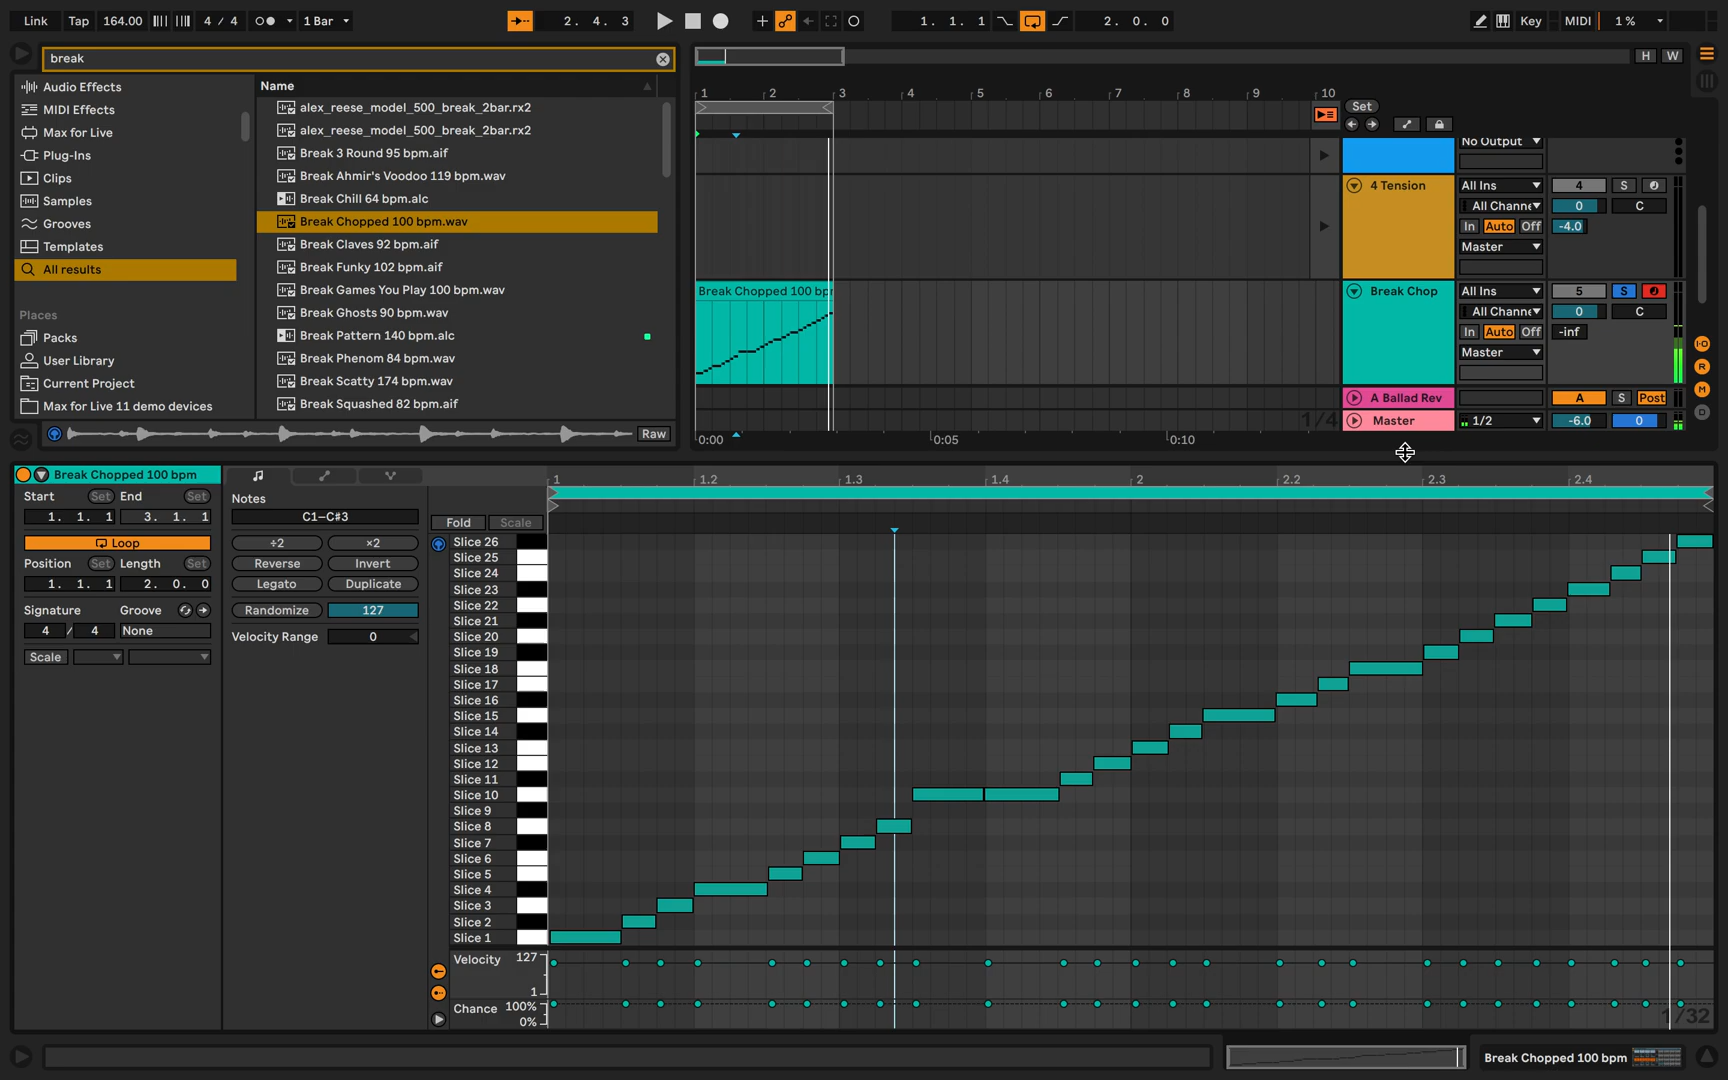 Link Tap 164.00 4 / 4 1 Bar 2. 4. 3 1. 1. 1 2. 0. 0 Key MIDI 1 %
break
H W
Audio Effects
MIDI Effects
Max for Live
Plug-Ins
Clips
Samples
Grooves
Templates
All results
Places
Packs
User Library
Current Project
Max for Live 11 demo devices
Name
alex_reese_model_500_break_2bar.rx2
alex_reese_model_500_break_2bar.rx2
Break 3 Round 95 bpm.aif
Break Ahmir's Voodoo 119 bpm.wav
Break Chill 64 bpm.alc
Break Chopped 100 bpm.wav
Break Claves 92 bpm.aif
Break Funky 102 bpm.aif
Break Games You Play 100 bpm.wav
Break Ghosts 90 bpm.wav
Break Pattern 140 bpm.alc
Break Phenom 84 bpm.wav
Break Scatty 174 bpm.wav
Break Squashed 82 bpm.aif
Raw
1 2 3 4 5 6 7 8 9 10
Set
No Output
4 Tension All Ins 4 S
All Channe 0 C
In Auto Off -4.0
Master
Break Chopped 100 bpr
Break Chop All Ins 5 S
All Channe 0 C
In Auto Off -inf
Master
A Ballad Rev A S Post
1/4
Master 1/2 -6.0 0
0:00 0:05 0:10
Break Chopped 100 bpm
Start Set End Set
1. 1. 1 3. 1. 1
Loop
Position Set Length Set
1. 1. 1 2. 0. 0
Signature Groove
4 / 4 None
Scale
Notes
C1–C#3
÷2 ×2
Reverse Invert
Legato Duplicate
Randomize 127
Velocity Range 0
1 1.2 1.3 1.4 2 2.2 2.3 2.4
Fold Scale
Slice 26
Slice 25
Slice 24
Slice 23
Slice 22
Slice 21
Slice 20
Slice 19
Slice 18
Slice 17
Slice 16
Slice 15
Slice 14
Slice 13
Slice 12
Slice 11
Slice 10
Slice 9
Slice 8
Slice 7
Slice 6
Slice 5
Slice 4
Slice 3
Slice 2
Slice 1
Velocity 127
1
Chance 100%
0%
1/32
Break Chopped 100 bpm
I·O
R
M
D